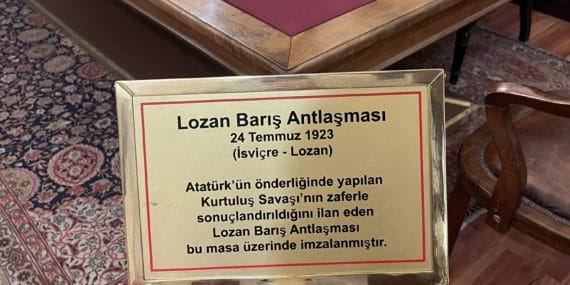 Lozan Barış Antlaşması
24 Temmuz 1923
(İsviçre - Lozan)
Atatürk'ün önderliğinde yapılan
Kurtuluş Savaşı'nın zaferle
sonuçlandırıldığını ilan eden
Lozan Barış Antlaşması
bu masa üzerinde imzalanmıştır.